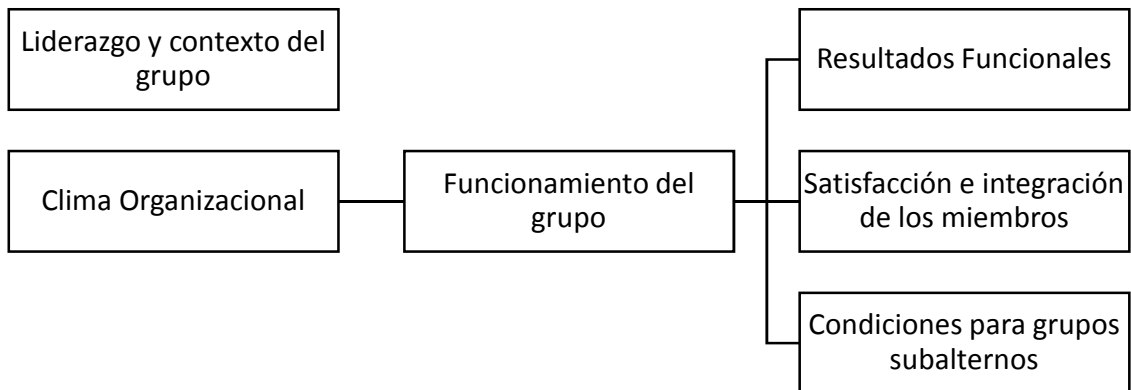 Liderazgo y contexto del
grupo
Clima Organizacional
Funcionamiento del
grupo
Resultados Funcionales
Satisfacción e integración
de los miembros
Condiciones para grupos
subalternos